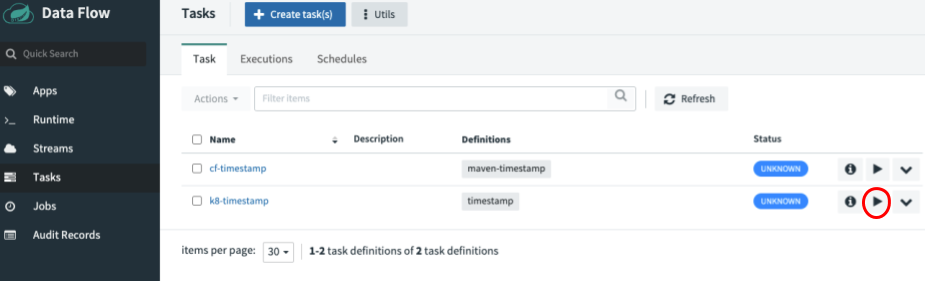 Data Flow
Quick Search
Apps
Runtime
Streams
Tasks
Jobs
Audit Records
Tasks
+ Create task(s)
Utils
Task Executions Schedules
Actions
Filter items
Refresh
Name Description Definitions Status
cf-timestamp maven-timestamp UNKNOWN
k8-timestamp timestamp UNKNOWN
items per page: 30 1-2 task definitions of 2 task definitions